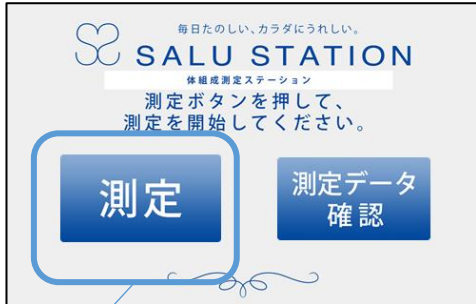 毎日たのしい、カラダにうれしい。
SALU STATION
体組成測定ステーション
測定ボタンを押して、
測定を開始してください。
測定
測定データ
確認